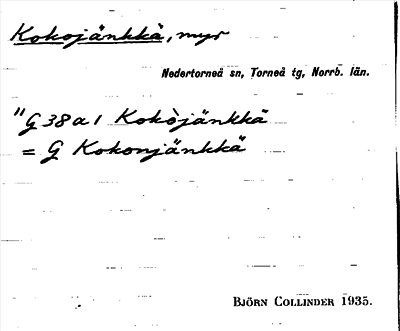 Kokojänkkä, myr
Nedertorneå sn, Torneå tg, Norrb. län.
"G 38 a 1 Kokòjänkkä
= G Kokonjänkkä
BJÖRN COLLINDER 1935.